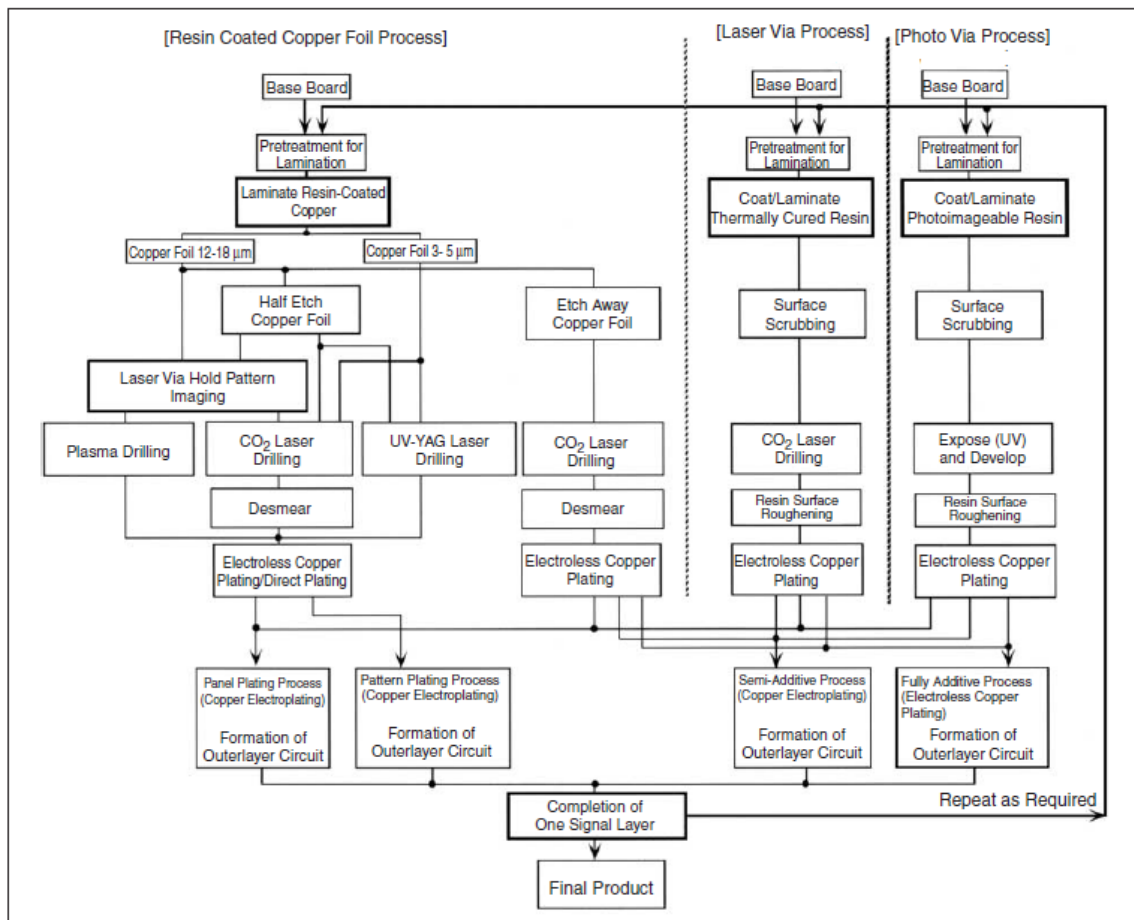 [Resin Coated Copper Foil Process]
[Laser Via Process]
[Photo Via Process]
Base Board
Base Board
Base Board
Pretreatment for
Lamination
Pretreatment for
Lamination
Pretreatment for
Lamination
Laminate Resin-Coated
Copper
Coat/Laminate
Thermally Cured Resin
Coat/Laminate
Photoimageable Resin
Copper Foil 12-18 μm
Copper Foil 3- 5 μm
Half Etch
Copper Foil
Etch Away
Copper Foil
Surface
Scrubbing
Surface
Scrubbing
Laser Via Hold Pattern
Imaging
Plasma Drilling
CO₂ Laser
Drilling
UV-YAG Laser
Drilling
CO₂ Laser
Drilling
CO₂ Laser
Drilling
Expose (UV)
and Develop
Desmear
Desmear
Resin Surface
Roughening
Resin Surface
Roughening
Electroless Copper
Plating/Direct Plating
Electroless Copper
Plating
Electroless Copper
Plating
Electroless Copper
Plating
Panel Plating Process
(Copper Electroplating)
Formation of
Outerlayer Circuit
Pattern Plating Process
(Copper Electroplating)
Formation of
Outerlayer Circuit
Semi-Additive Process
(Copper Electroplating)
Formation of
Outerlayer Circuit
Fully Additive Process
(Electroless Copper
Plating)
Formation of
Outerlayer Circuit
Completion of
One Signal Layer
Repeat as Required
Final Product